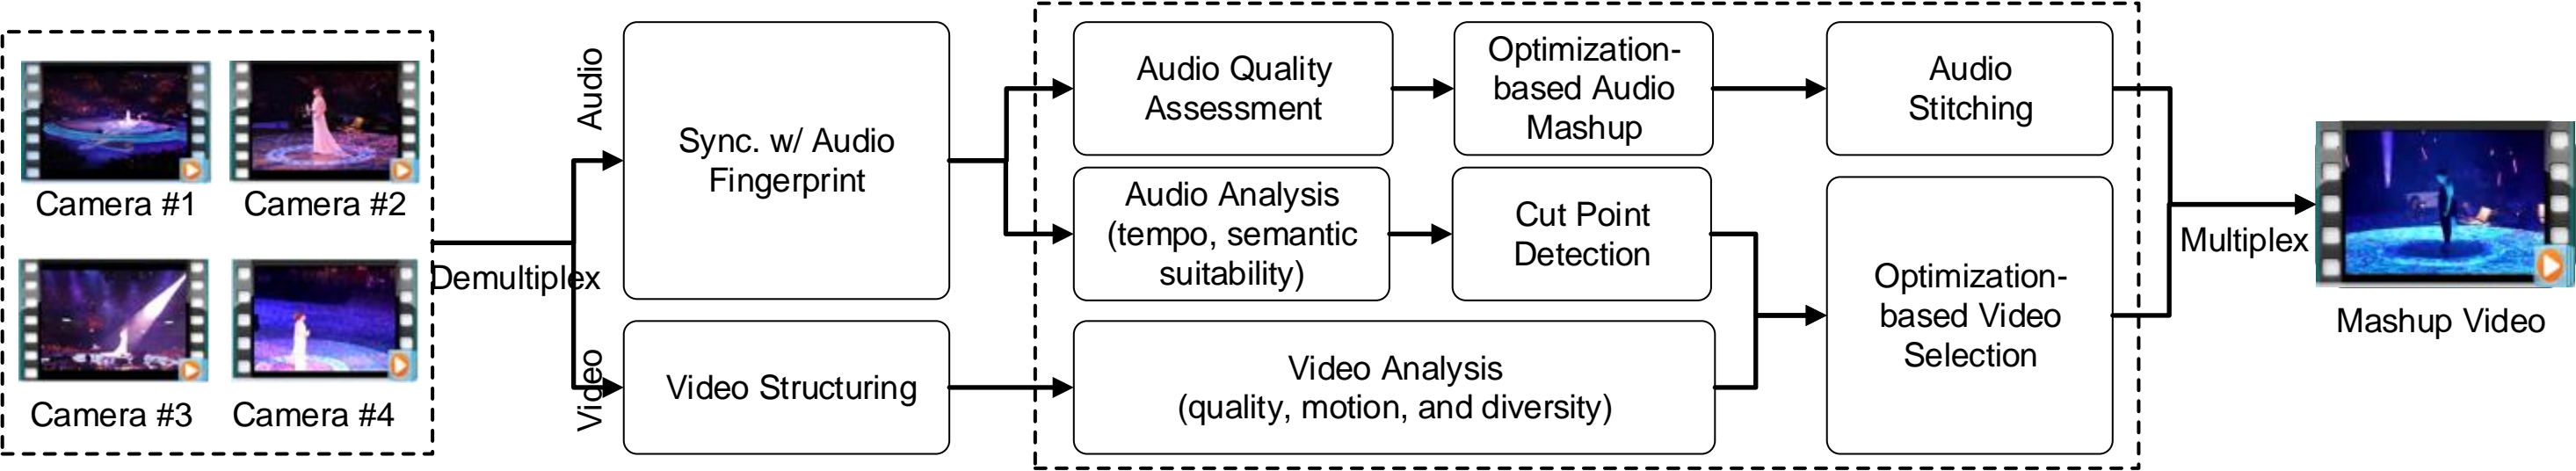 Camera #1
Camera #2
Camera #3
Camera #4
Demultiplex
Audio
Video
Sync. w/ Audio
Fingerprint
Video Structuring
Audio Quality
Assessment
Optimization-
based Audio
Mashup
Audio
Stitching
Audio Analysis
(tempo, semantic
suitability)
Cut Point
Detection
Video Analysis
(quality, motion, and diversity)
Optimization-
based Video
Selection
Multiplex
Mashup Video